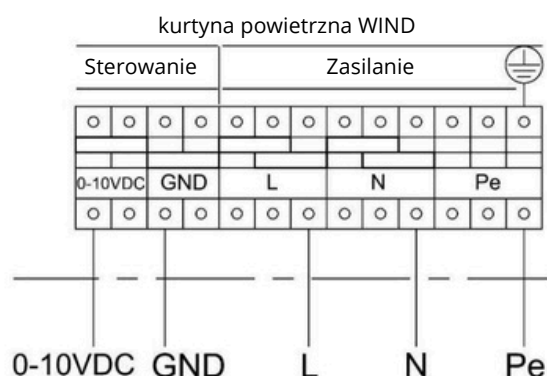 kurtyna powietrzna WIND
Sterowanie Zasilanie
0-10VDC GND L N Pe
0-10VDC GND L N Pe